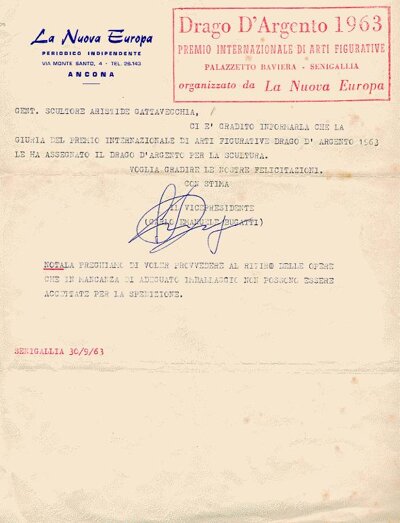 La Nuova Europa
PERIODICO INDIPENDENTE
VIA MONTE SANTO, 4 - TEL. 26.143
ANCONA
Drago D'Argento 1963
PREMIO INTERNAZIONALE DI ARTI FIGURATIVE
PALAZZETTO BAVIERA - SENIGALLIA
organizzato da La Nuova Europa
GENT. SCULTORE ARISTIDE GATTAVECCHIA, /
CI E' GRADITO INFORMARLA CHE LA
GIURIA DEL PREMIO INTERNAZIONALE DI ARTI FIGURATIVE DRAGO D' ARGENTO 1963
LE HA ASSEGNATO IL DRAGO D'ARGENTO PER LA SCULTURA.
VOGLIA GRADIRE LE NOSTRE FELICITAZIONI.
CON STIMA
IL VICEPRESIDENTE
(CARLO EMANUELE BUGATTI)
NOTALA PREGHIAMO DI VOLER PROVVEDERE AL RITIRO DELLE OPERE
CHE IN MANCANZA DI ADEGUATO IMBALLAGGIO NON POSSONO ESSERE
ACCETTATE PER LA SPEDIZIONE.
SENIGALLIA 30/9/63